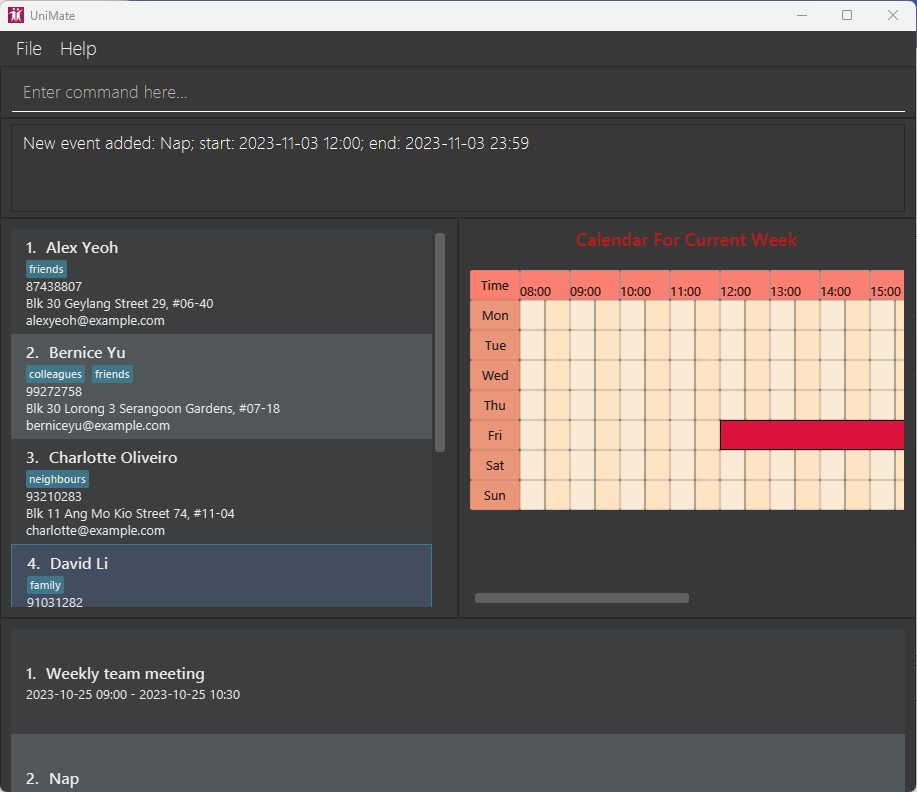 UniMate
File Help
Enter command here...
New event added: Nap; start: 2023-11-03 12:00; end: 2023-11-03 23:59
1. Alex Yeoh
friends
87438807
Blk 30 Geylang Street 29, #06-40
alexyeoh@example.com
2. Bernice Yu
colleagues friends
99272758
Blk 30 Lorong 3 Serangoon Gardens, #07-18
berniceyu@example.com
3. Charlotte Oliveiro
neighbours
93210283
Blk 11 Ang Mo Kio Street 74, #11-04
charlotte@example.com
4. David Li
family
91031282
Calendar For Current Week
Time 08:00 09:00 10:00 11:00 12:00 13:00 14:00 15:00
Mon
Tue
Wed
Thu
Fri
Sat
Sun
1. Weekly team meeting
2023-10-25 09:00 - 2023-10-25 10:30
2. Nap